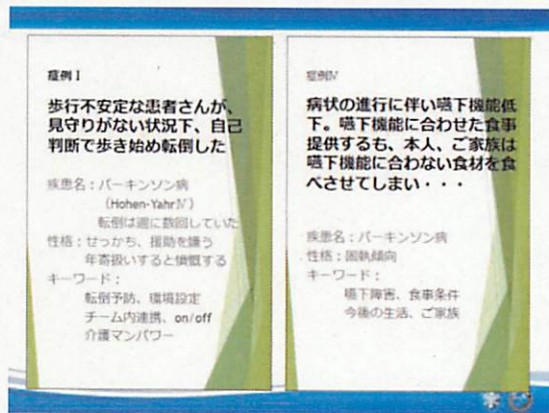 症例Ⅰ
歩行不安定な患者さんが、
見守りがない状況下、自己
判断で歩き始め転倒した
疾患名：パーキンソン病
（Hohen-YahrⅣ）
転倒は週に数回していた
性格：せっかち、援助を嫌う
年寄扱いすると憤慨する
キーワード：
転倒予防、環境設定
チーム内連携、on/off
介護マンパワー
症例Ⅳ
病状の進行に伴い嚥下機能低
下。嚥下機能に合わせた食事
提供するも、本人、ご家族は
嚥下機能に合わない食材を食
べさせてしまい・・・
疾患名：パーキンソン病
性格：固執傾向
キーワード：
嚥下障害、食事条件
今後の生活、ご家族